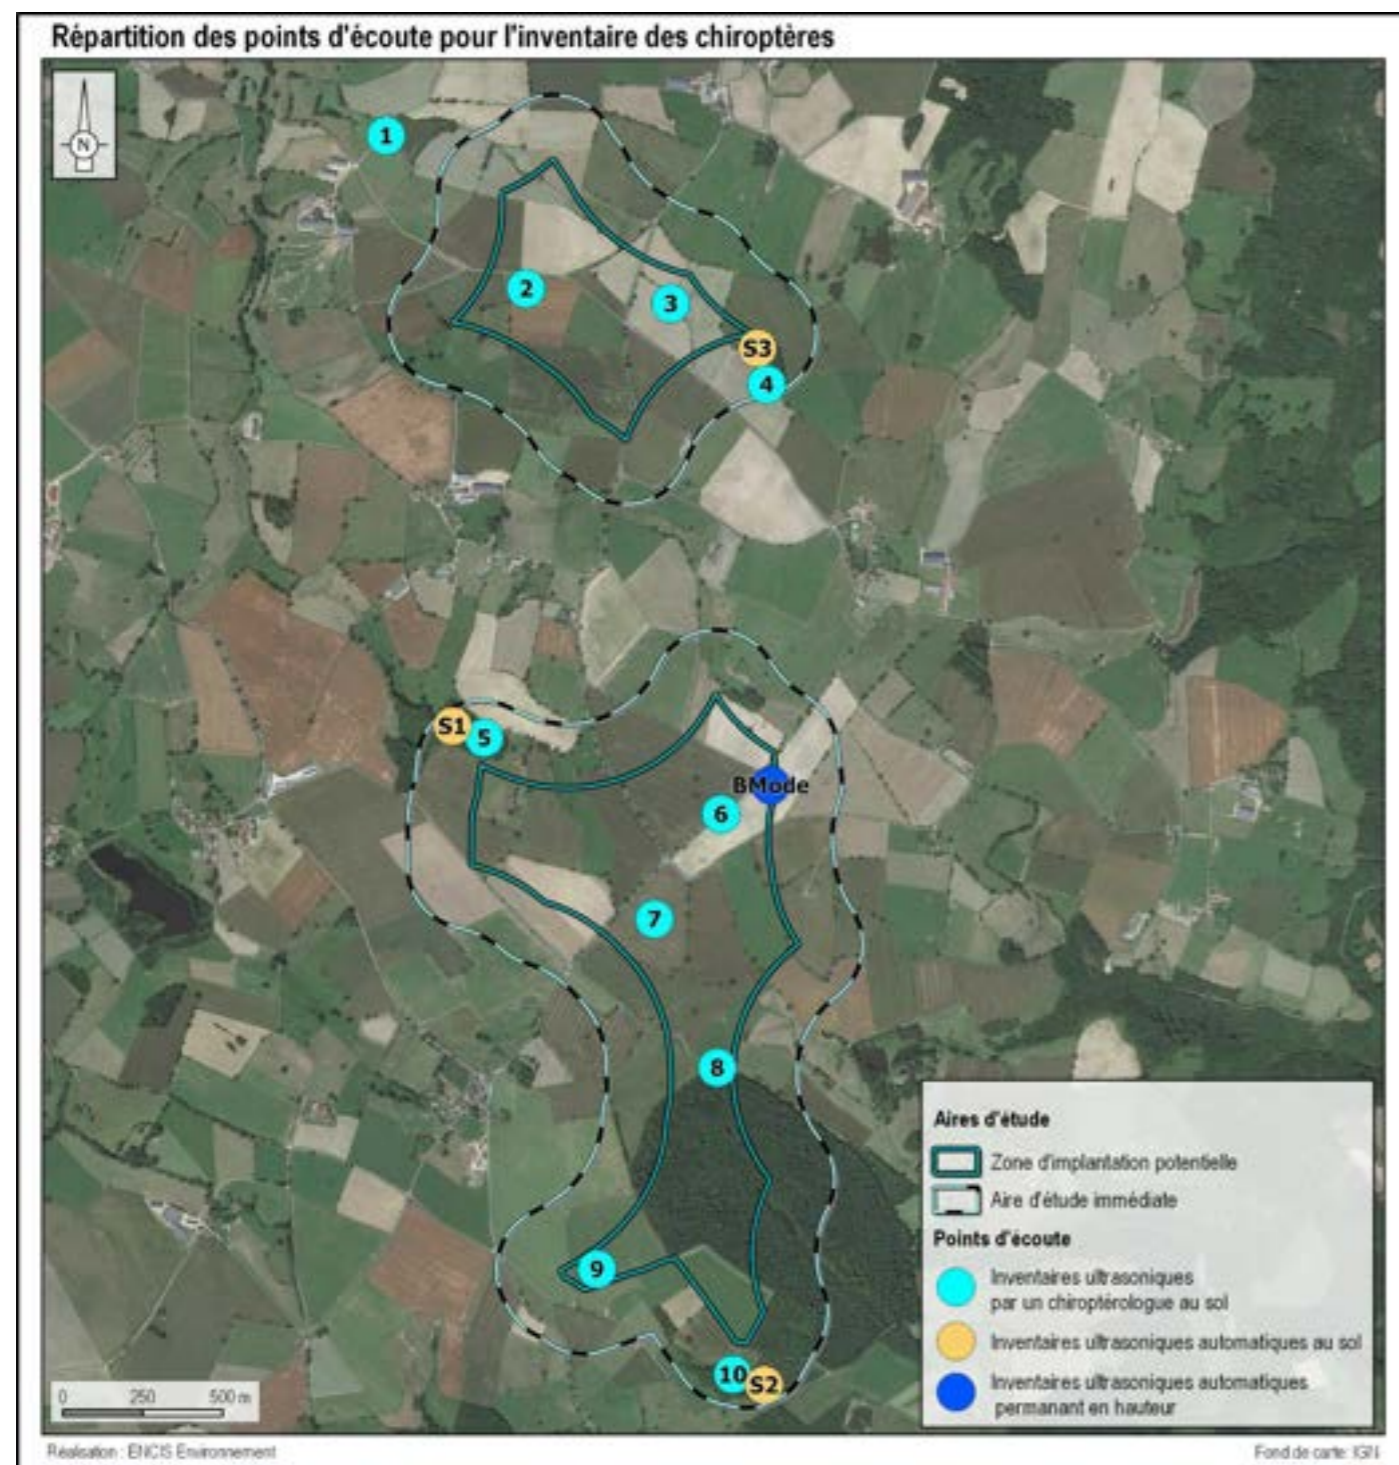 Répartition des points d'écoute pour l'inventaire des chiroptères
N
1
2
3
S3
4
S1
5
BMode
6
7
8
9
10
S2
Aires d'étude
Zone d'implantation potentielle
Aire d'étude immédiate
Points d'écoute
Inventaires ultrasoniques
par un chiroptérologue au sol
Inventaires ultrasoniques automatiques au sol
Inventaires ultrasoniques automatiques
permanant en hauteur
0 250 500 m
Réalisation : ENCIS Environnement
Fond de carte: IGN